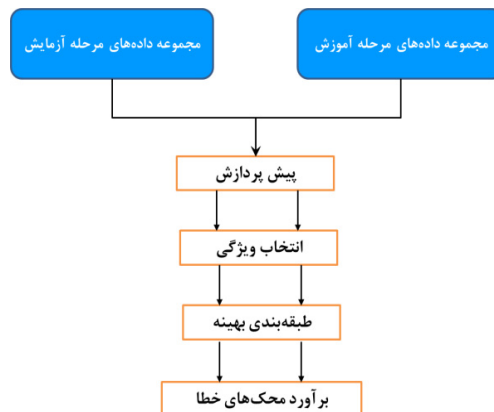 مجموعه داده‌های مرحله آموزش
مجموعه داده‌های مرحله آزمایش
پیش پردازش
انتخاب ویژگی
طبقه‌بندی بهینه
برآورد محک‌های خطا